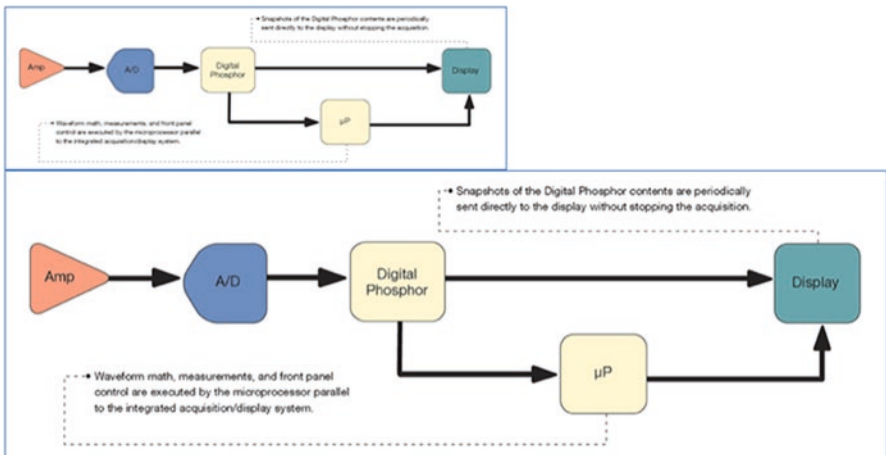 Snapshots of the Digital Phosphor contents are periodically
sent directly to the display without stopping the acquisition.
Amp
A/D
Digital
Phosphor
Display
µP
Waveform math, measurements, and front panel
control are executed by the microprocessor parallel
to the integrated acquisition/display system.
Snapshots of the Digital Phosphor contents are periodically
sent directly to the display without stopping the acquisition.
Amp
A/D
Digital
Phosphor
Display
µP
Waveform math, measurements, and front panel
control are executed by the microprocessor parallel
to the integrated acquisition/display system.